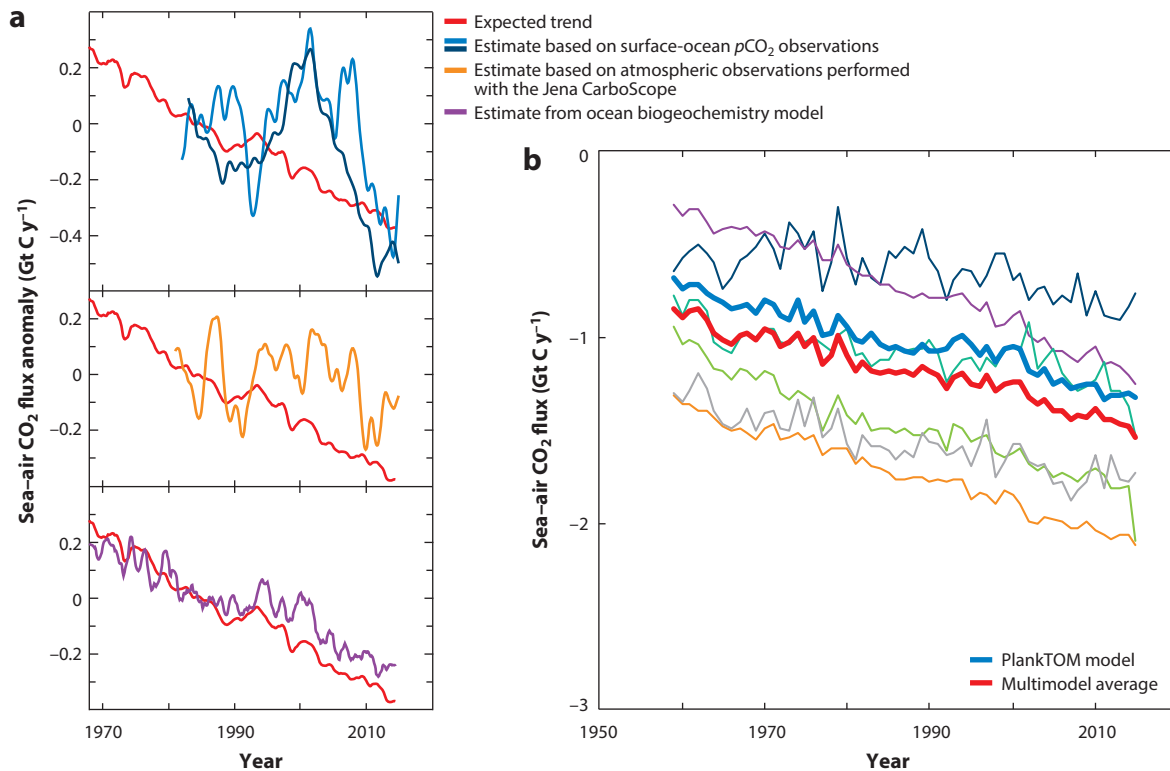 a
Expected trend
Estimate based on surface-ocean pCO₂ observations
Estimate based on atmospheric observations performed
with the Jena CarboScope
Estimate from ocean biogeochemistry model
Sea–air CO₂ flux anomaly (Gt C y⁻¹)
0.2
0
−0.2
−0.4
0.2
0
−0.2
0.2
0
−0.2
1970
1990
2010
Year
b
Sea–air CO₂ flux (Gt C y⁻¹)
0
−1
−2
−3
PlankTOM model
Multimodel average
1950
1970
1990
2010
Year